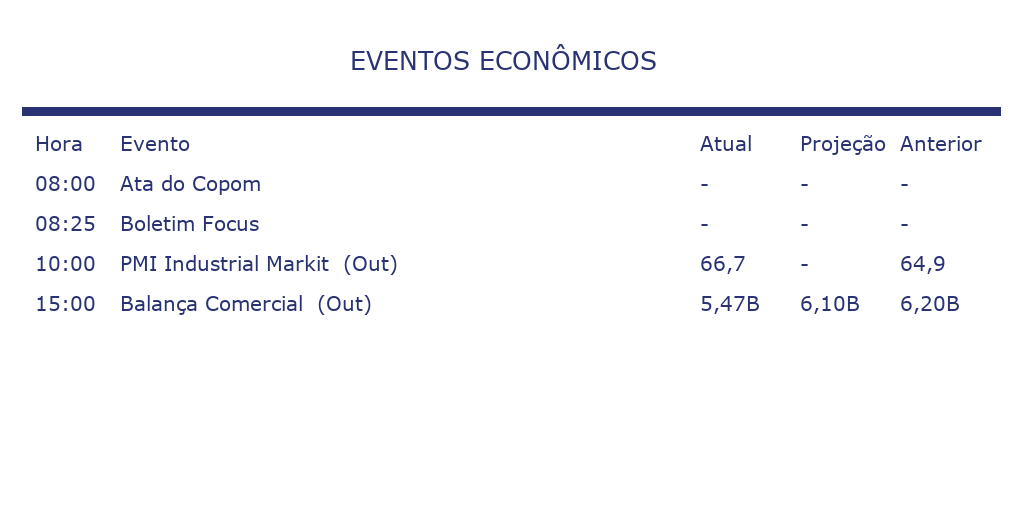 EVENTOS ECONÔMICOS
Hora Evento Atual Projeção Anterior
08:00 Ata do Copom - - -
08:25 Boletim Focus - - -
10:00 PMI Industrial Markit (Out) 66,7 - 64,9
15:00 Balança Comercial (Out) 5,47B 6,10B 6,20B